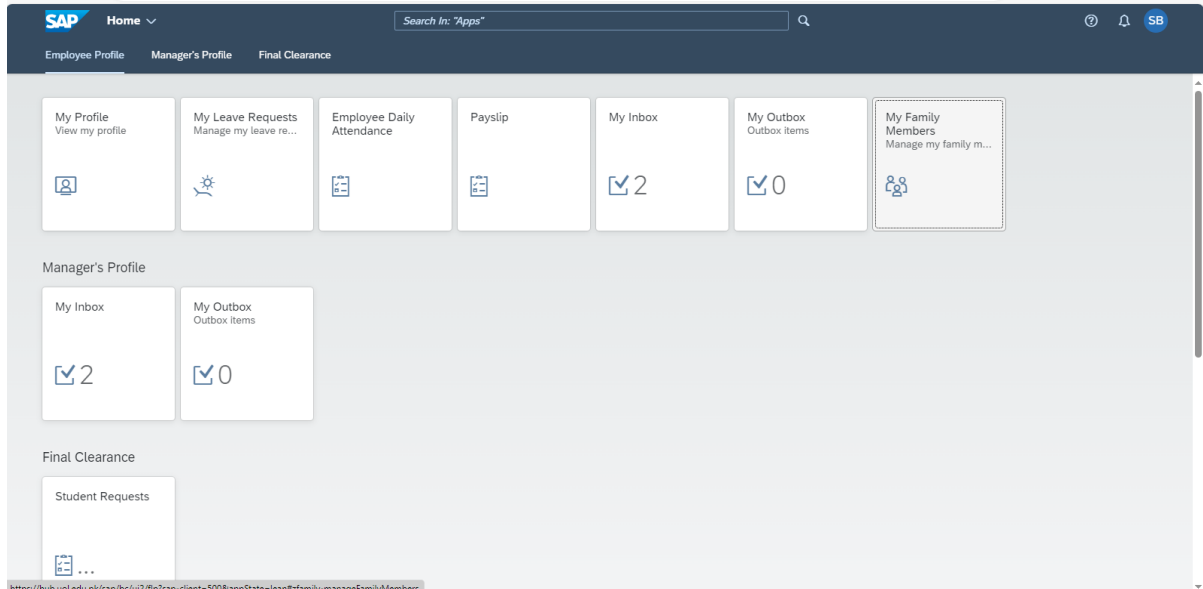 SAP Home Search In: "Apps" SB
Employee Profile Manager's Profile Final Clearance
My Profile
View my profile
My Leave Requests
Manage my leave re...
Employee Daily
Attendance
Payslip
My Inbox
2
My Outbox
Outbox items
0
My Family
Members
Manage my family m...
Manager's Profile
My Inbox
2
My Outbox
Outbox items
0
Final Clearance
Student Requests
...